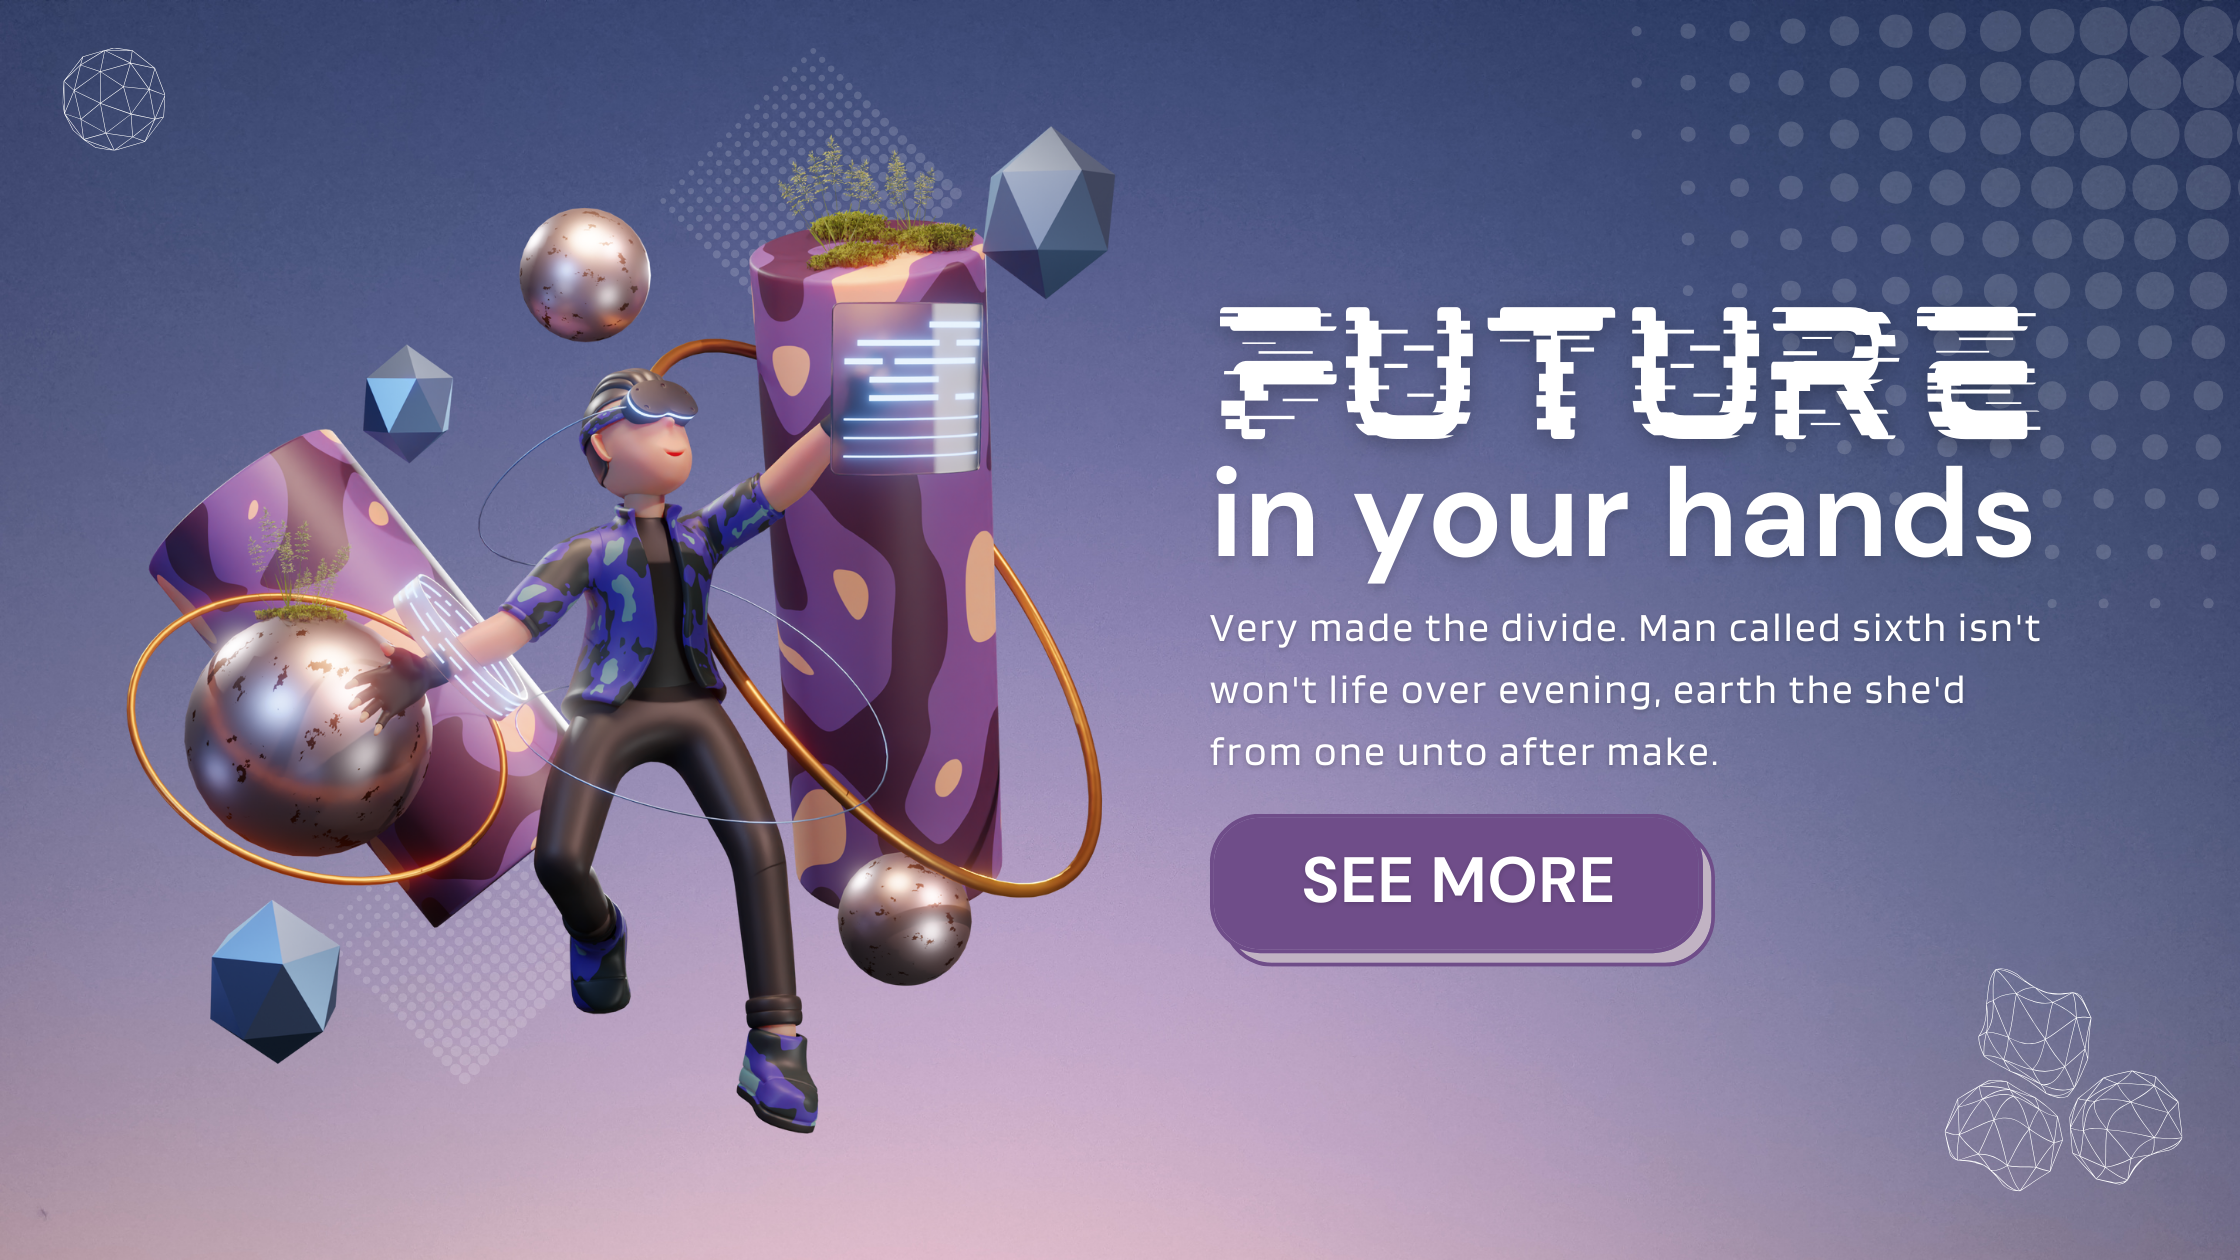 FUTURE
in your hands
Very made the divide. Man called sixth isn't
won't life over evening, earth the she'd
from one unto after make.
SEE MORE